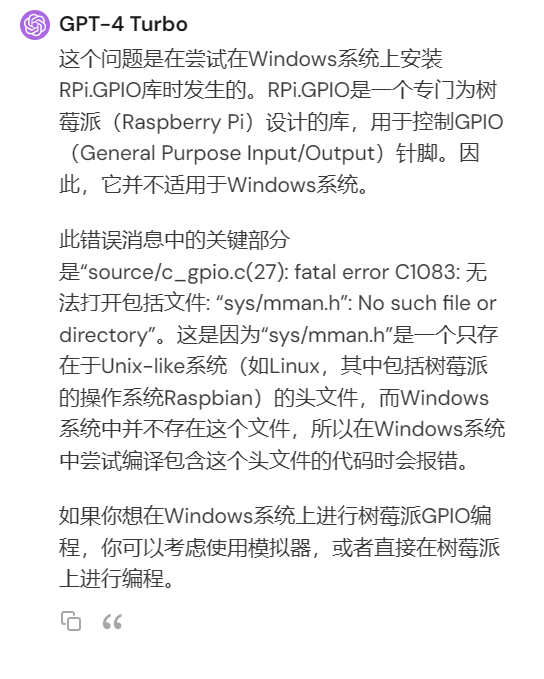 GPT-4 Turbo
这个问题是在尝试在Windows系统上安装
RPi.GPIO库时发生的。RPi.GPIO是一个专门为树
莓派（Raspberry Pi）设计的库，用于控制GPIO
（General Purpose Input/Output）针脚。因
此，它并不适用于Windows系统。
此错误消息中的关键部分
是“source/c_gpio.c(27): fatal error C1083: 无
法打开包括文件: “sys/mman.h”: No such file or
directory”。这是因为“sys/mman.h”是一个只存
在于Unix-like系统（如Linux，其中包括树莓派
的操作系统Raspbian）的头文件，而Windows
系统中并不存在这个文件，所以在Windows系统
中尝试编译包含这个头文件的代码时会报错。
如果你想在Windows系统上进行树莓派GPIO编
程，你可以考虑使用模拟器，或者直接在树莓派
上进行编程。